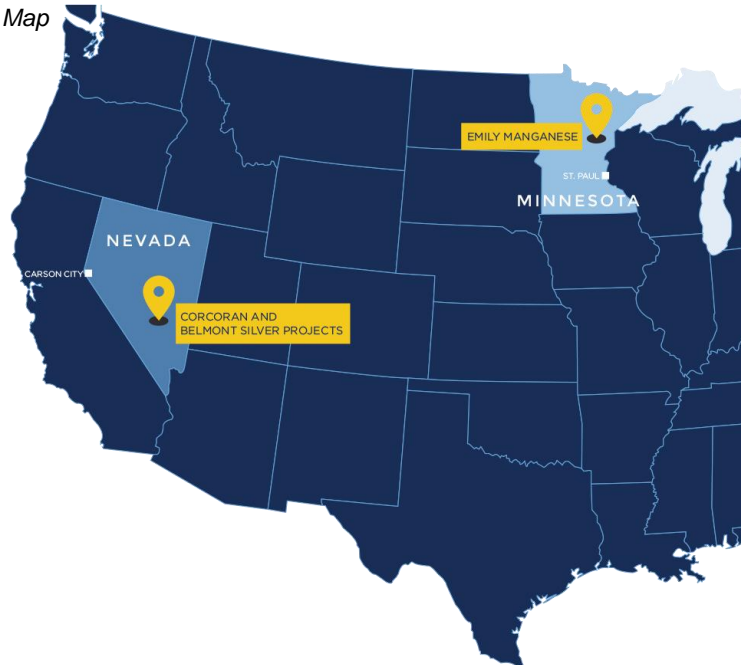 Map
EMILY MANGANESE
ST. PAUL
MINNESOTA
NEVADA
CARSON CITY
CORCORAN AND
BELMONT SILVER PROJECTS